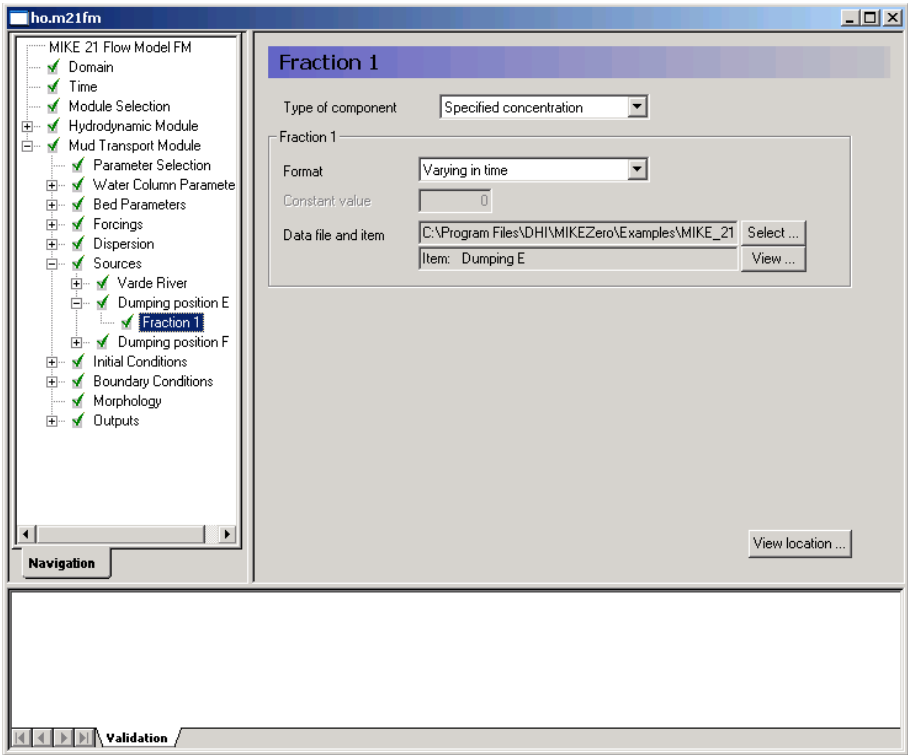 ho.m21fm
MIKE 21 Flow Model FM
Domain
Time
Module Selection
Hydrodynamic Module
Mud Transport Module
Parameter Selection
Water Column Paramete
Bed Parameters
Forcings
Dispersion
Sources
Varde River
Dumping position E
Fraction 1
Dumping position F
Initial Conditions
Boundary Conditions
Morphology
Outputs
Navigation
Fraction 1
Type of component Specified concentration
Fraction 1
Format Varying in time
Constant value 0
Data file and item C:\Program Files\DHI\MIKEZero\Examples\MIKE_21 Select ...
Item: Dumping E View ...
View location ...
Validation